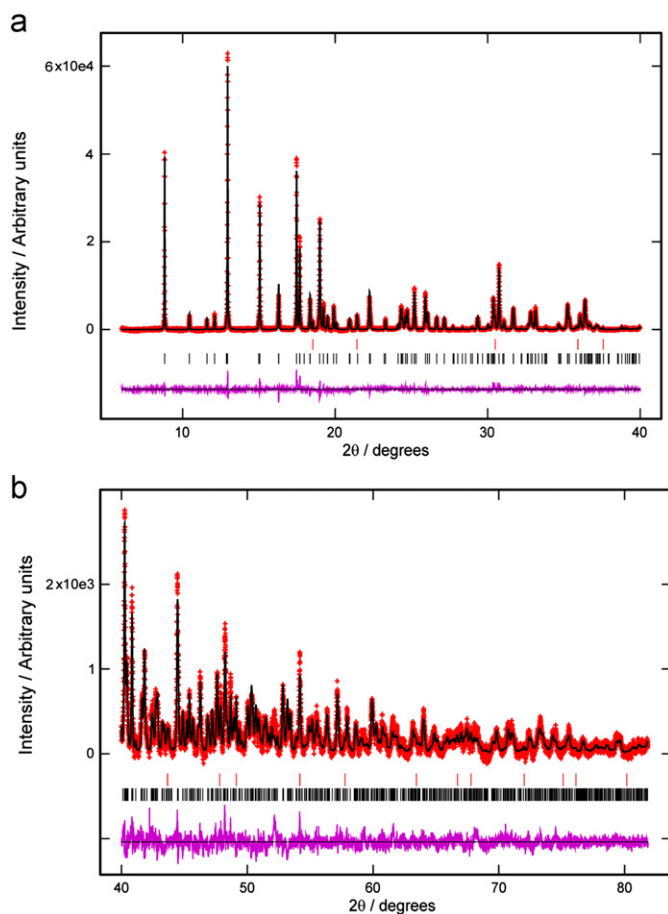 a
6x10e4
4
2
0
Intensity / Arbitrary units
10 20 30 40
2θ / degrees
b
2x10e3
1
0
Intensity / Arbitrary units
40 50 60 70 80
2θ / degrees